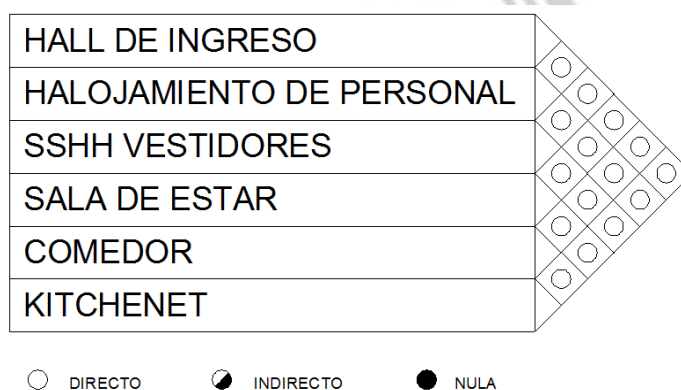 HALL DE INGRESO
HALOJAMIENTO DE PERSONAL
SSHH VESTIDORES
SALA DE ESTAR
COMEDOR
KITCHENET
DIRECTO INDIRECTO NULA